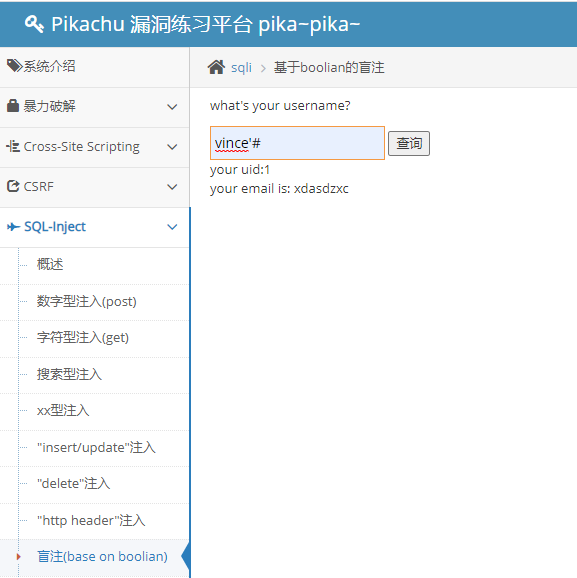 Pikachu 漏洞练习平台 pika~pika~
系统介绍
暴力破解
Cross-Site Scripting
CSRF
SQL-Inject
概述
数字型注入(post)
字符型注入(get)
搜索型注入
xx型注入
"insert/update"注入
"delete"注入
"http header"注入
盲注(base on boolian)
sqli > 基于boolian的盲注
what's your username?
vince'# 查询
your uid:1
your email is: xdasdzxc